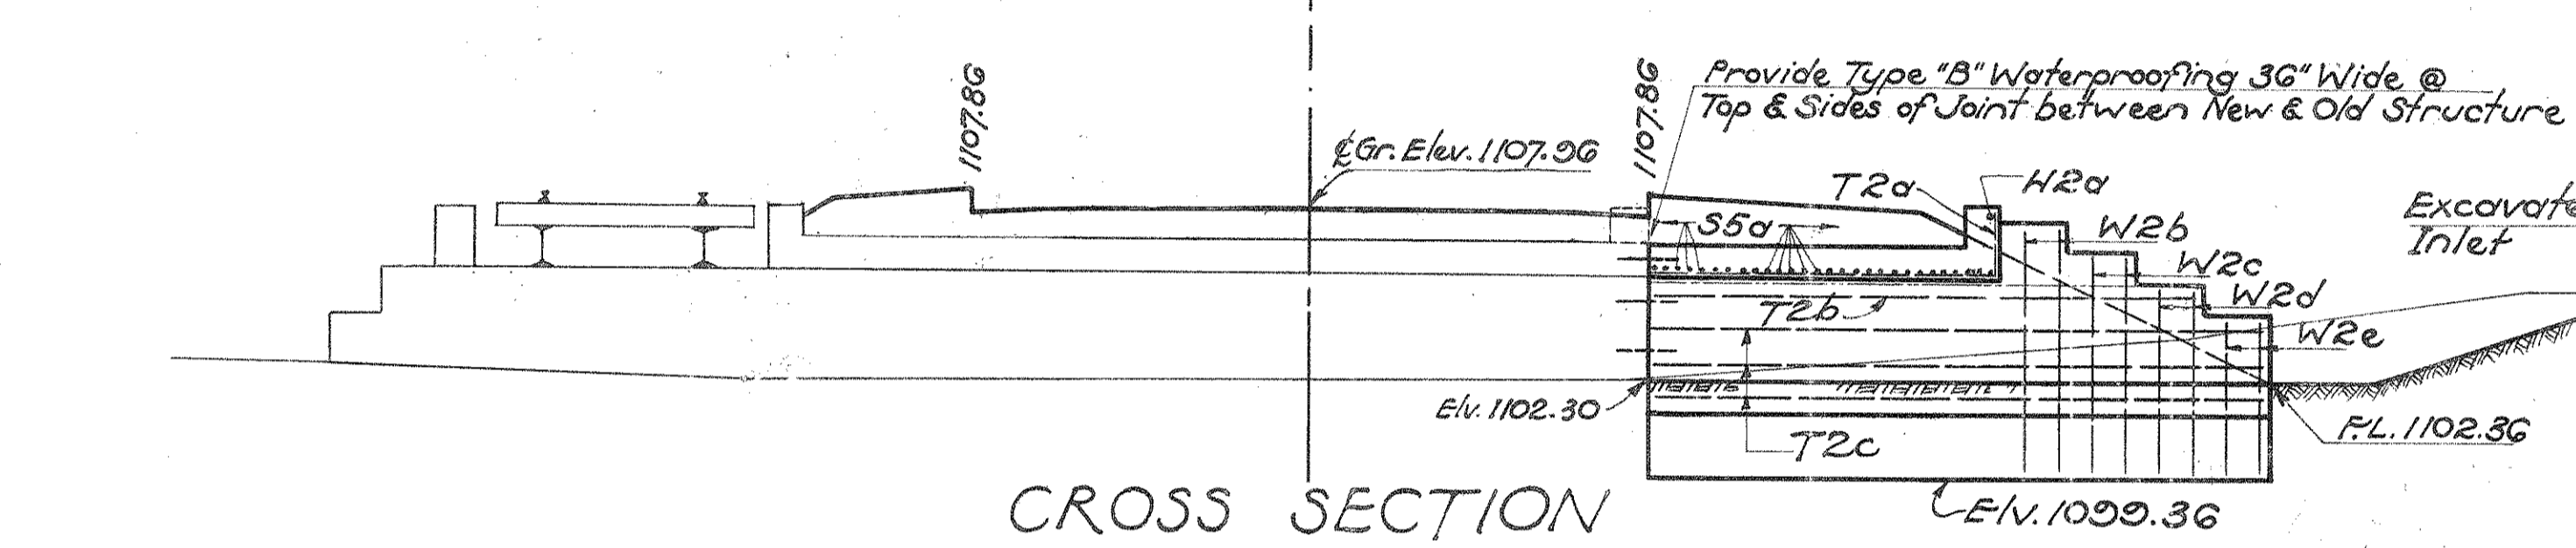 1107.86
1107.86
Provide Type "B" Waterproofing 36" Wide @
Top & Sides of Joint between New & Old Structure
℄ Gr. Elev. 1107.96
T2a
H2a
S5a
W2b
W2c
W2d
W2e
Excavate
Inlet
T2b
Elv. 1102.30
T2c
F.L. 1102.36
Elv. 1099.36
CROSS SECTION